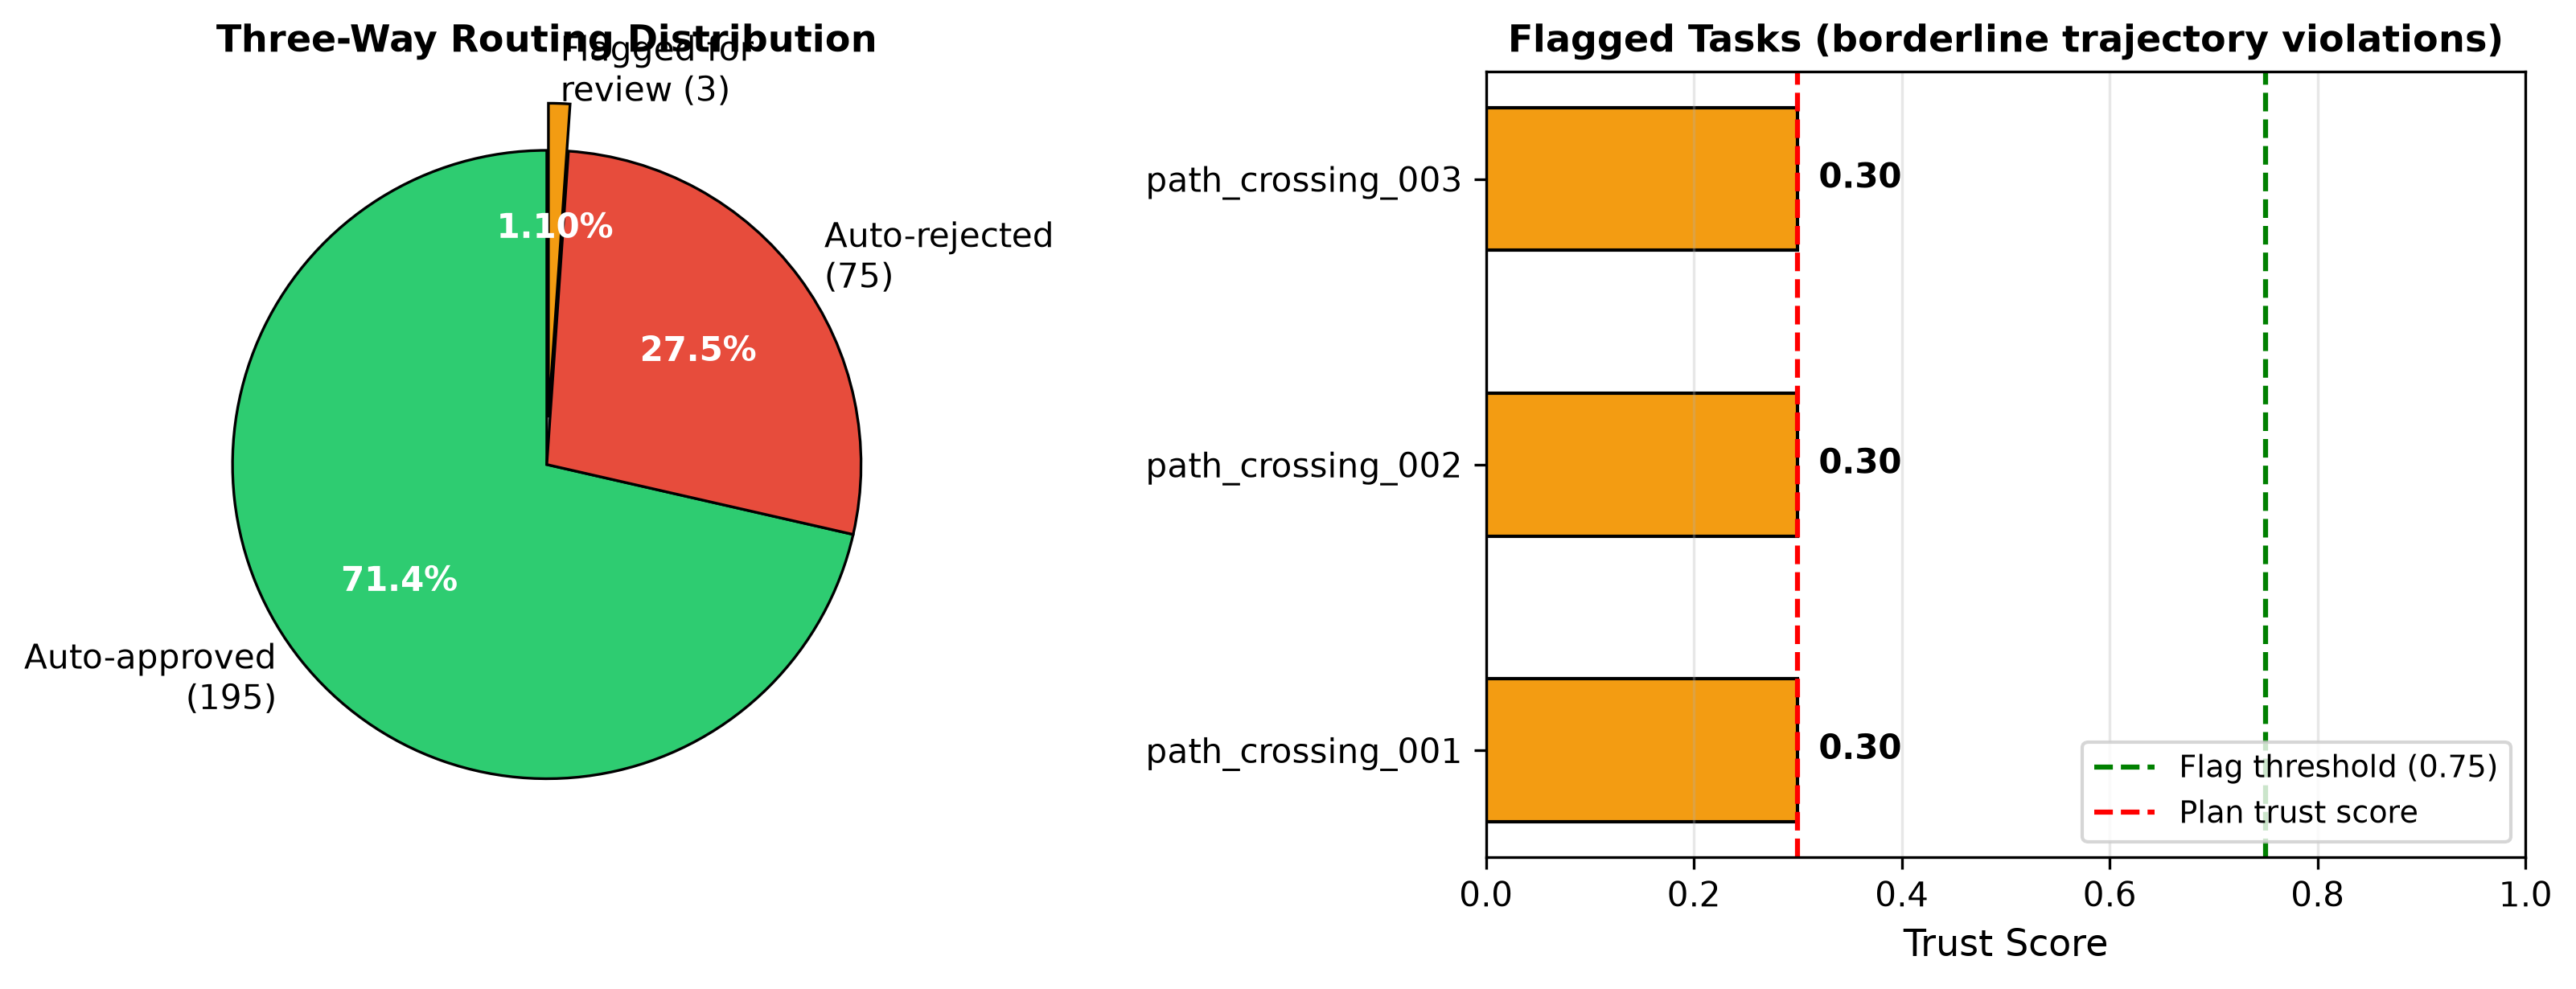 Three-Way Routing Distribution
Flagged for
review (3)
1.10%
Auto-rejected
(75)
27.5%
71.4%
Auto-approved
(195)
Flagged Tasks (borderline trajectory violations)
path_crossing_003
0.30
path_crossing_002
0.30
path_crossing_001
0.30
Flag threshold (0.75)
Plan trust score
0.0 0.2 0.4 0.6 0.8 1.0
Trust Score